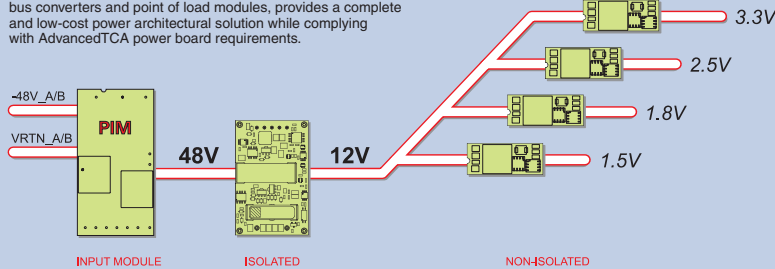 bus converters and point of load modules, provides a complete
and low-cost power architectural solution while complying
with AdvancedTCA power board requirements.
3.3V
2.5V
1.8V
1.5V
-48V_A/B
VRTN_A/B
PIM
48V
12V
INPUT MODULE
ISOLATED
NON-ISOLATED